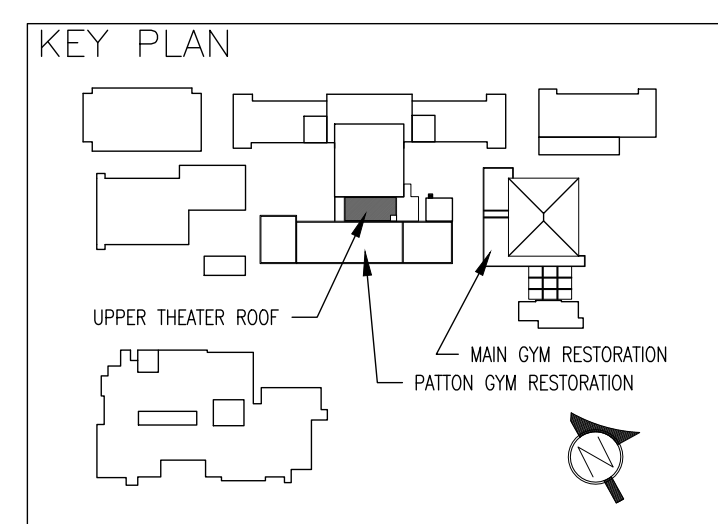 KEY PLAN
UPPER THEATER ROOF
MAIN GYM RESTORATION
PATTON GYM RESTORATION
N